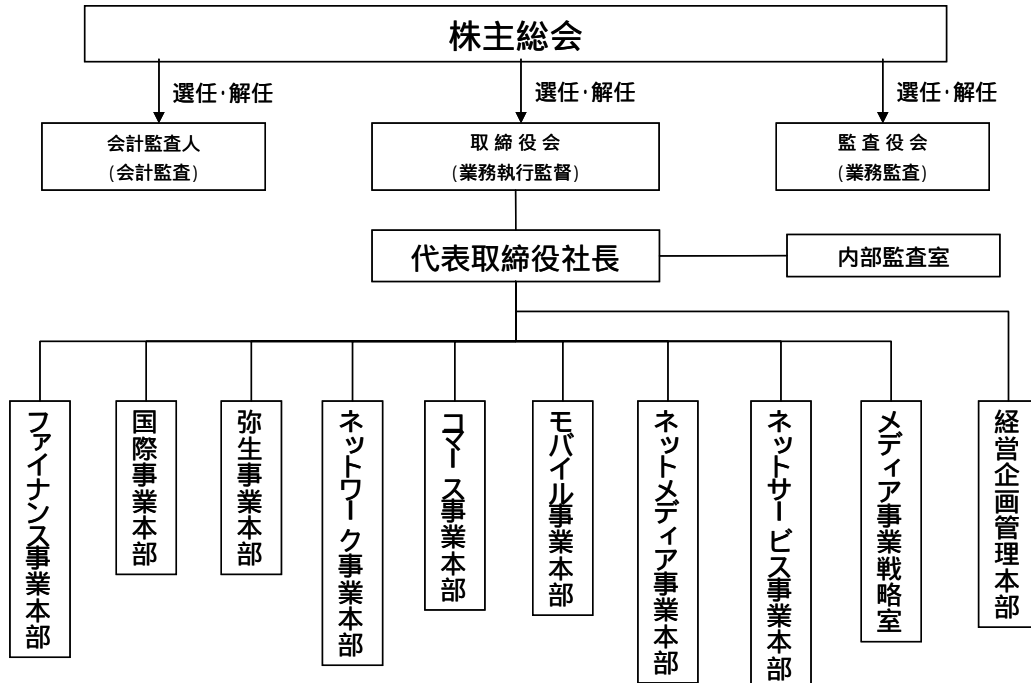 株主総会
選任･解任
選任･解任
選任･解任
会計監査人
(会計監査)
取締役会
(業務執行監督)
監査役会
(業務監査)
代表取締役社長
内部監査室
ファイナンス事業本部
国際事業本部
弥生事業本部
ネットワーク事業本部
コマース事業本部
モバイル事業本部
ネットメディア事業本部
ネットサービス事業本部
メディア事業戦略室
経営企画管理本部